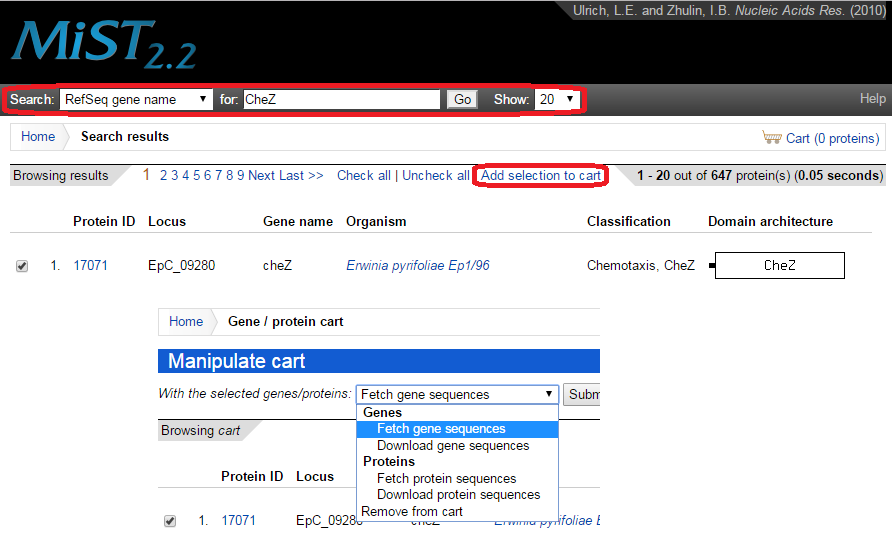 Ulrich, L.E. and Zhulin, I.B. Nucleic Acids Res. (2010)
MiST2.2
Search: RefSeq gene name for: CheZ Go Show: 20 Help
Home Search results Cart (0 proteins)
Browsing results 1 2 3 4 5 6 7 8 9 Next Last >> Check all | Uncheck all Add selection to cart 1 - 20 out of 647 protein(s) (0.05 seconds)
Protein ID Locus Gene name Organism Classification Domain architecture
1. 17071 EpC_09280 cheZ Erwinia pyrifoliae Ep1/96 Chemotaxis, CheZ CheZ
Home Gene / protein cart
Manipulate cart
With the selected genes/proteins: Fetch gene sequences Subm
Genes
Fetch gene sequences
Browsing cart
Download gene sequences
Proteins
Protein ID Locus Fetch protein sequences
Download protein sequences
Remove from cart
1. 17071 EpC_0928 Erwinia pyrifoliae E